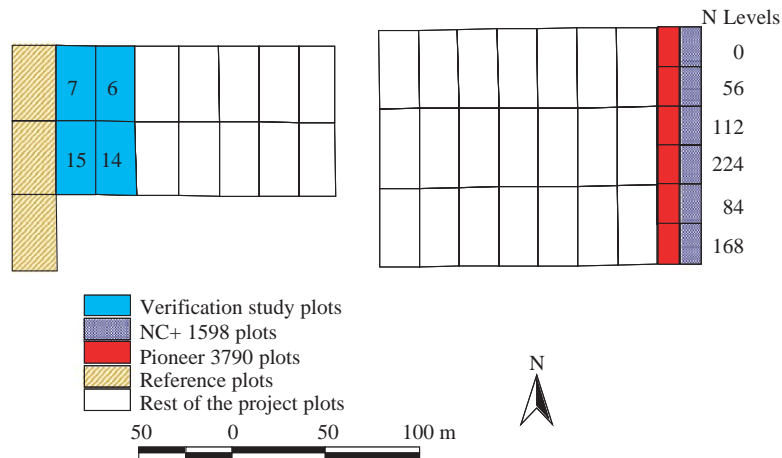 N Levels
0
56
112
224
84
168
7 6
15 14
Verification study plots
NC+ 1598 plots
Pioneer 3790 plots
Reference plots
Rest of the project plots
N
50 0 50 100 m